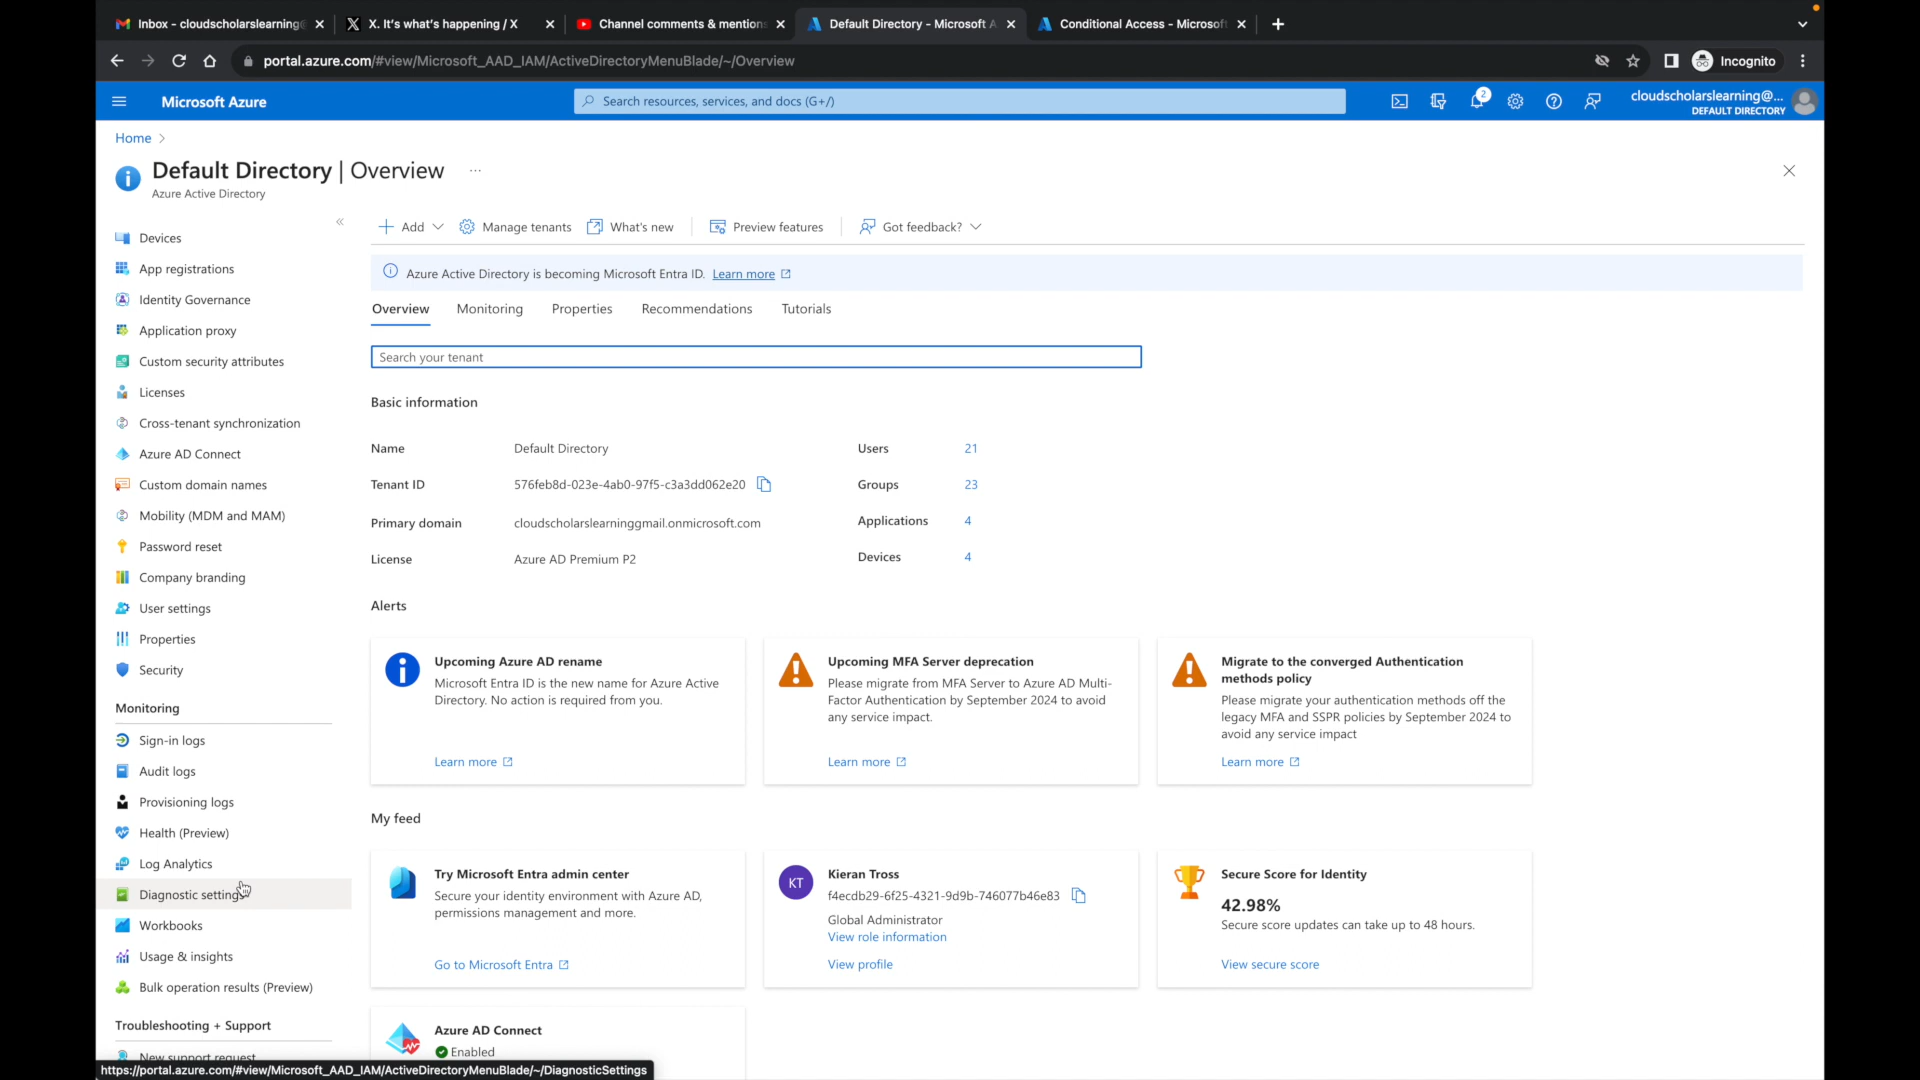 Inbox - cloudscholarslearning@
X. It's what's happening / X
Channel comments & mentions
Default Directory - Microsoft A
Conditional Access - Microsoft
portal.azure.com/#view/Microsoft_AAD_IAM/ActiveDirectoryMenuBlade/~/Overview
Incognito
Microsoft Azure
Search resources, services, and docs (G+/)
2
cloudscholarslearning@...
DEFAULT DIRECTORY
Home
Default Directory | Overview
Azure Active Directory
Devices
App registrations
Identity Governance
Application proxy
Custom security attributes
Licenses
Cross-tenant synchronization
Azure AD Connect
Custom domain names
Mobility (MDM and MAM)
Password reset
Company branding
User settings
Properties
Security
Monitoring
Sign-in logs
Audit logs
Provisioning logs
Health (Preview)
Log Analytics
Diagnostic settings
Workbooks
Usage & insights
Bulk operation results (Preview)
Troubleshooting + Support
New support request
Add
Manage tenants
What's new
Preview features
Got feedback?
Azure Active Directory is becoming Microsoft Entra ID. Learn more
Overview
Monitoring
Properties
Recommendations
Tutorials
Search your tenant
Basic information
Name Default Directory
Tenant ID 576feb8d-023e-4ab0-97f5-c3a3dd062e20
Primary domain cloudscholarslearninggmail.onmicrosoft.com
License Azure AD Premium P2
Users 21
Groups 23
Applications 4
Devices 4
Alerts
Upcoming Azure AD rename
Microsoft Entra ID is the new name for Azure Active
Directory. No action is required from you.
Learn more
Upcoming MFA Server deprecation
Please migrate from MFA Server to Azure AD Multi-
Factor Authentication by September 2024 to avoid
any service impact.
Learn more
Migrate to the converged Authentication
methods policy
Please migrate your authentication methods off the
legacy MFA and SSPR policies by September 2024 to
avoid any service impact
Learn more
My feed
Try Microsoft Entra admin center
Secure your identity environment with Azure AD,
permissions management and more.
Go to Microsoft Entra
KT
Kieran Tross
f4ecdb29-6f25-4321-9d9b-746077b46e83
Global Administrator
View role information
View profile
Secure Score for Identity
42.98%
Secure score updates can take up to 48 hours.
View secure score
Azure AD Connect
Enabled
https://portal.azure.com/#view/Microsoft_AAD_IAM/ActiveDirectoryMenuBlade/~/DiagnosticSettings